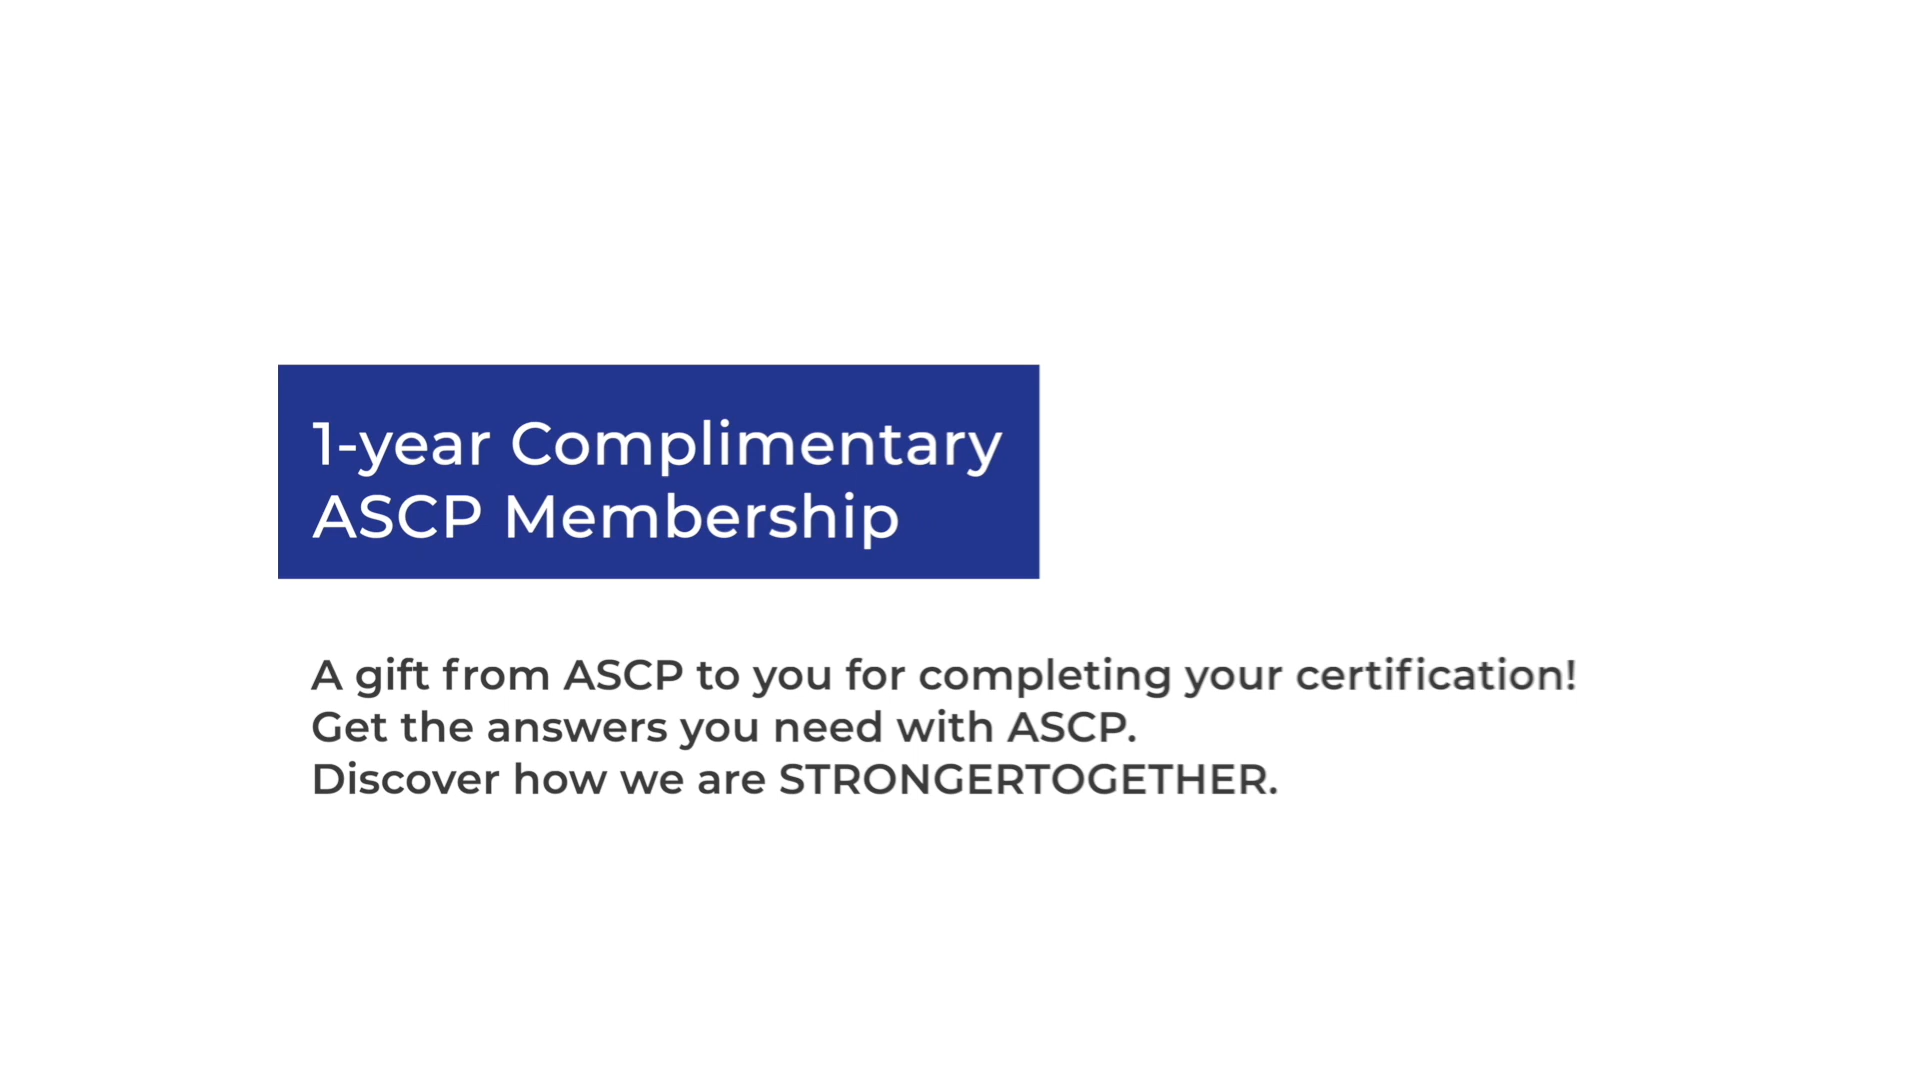 1-year Complimentary
ASCP Membership
A gift from ASCP to you for completing your certification!
Get the answers you need with ASCP.
Discover how we are STRONGERTOGETHER.